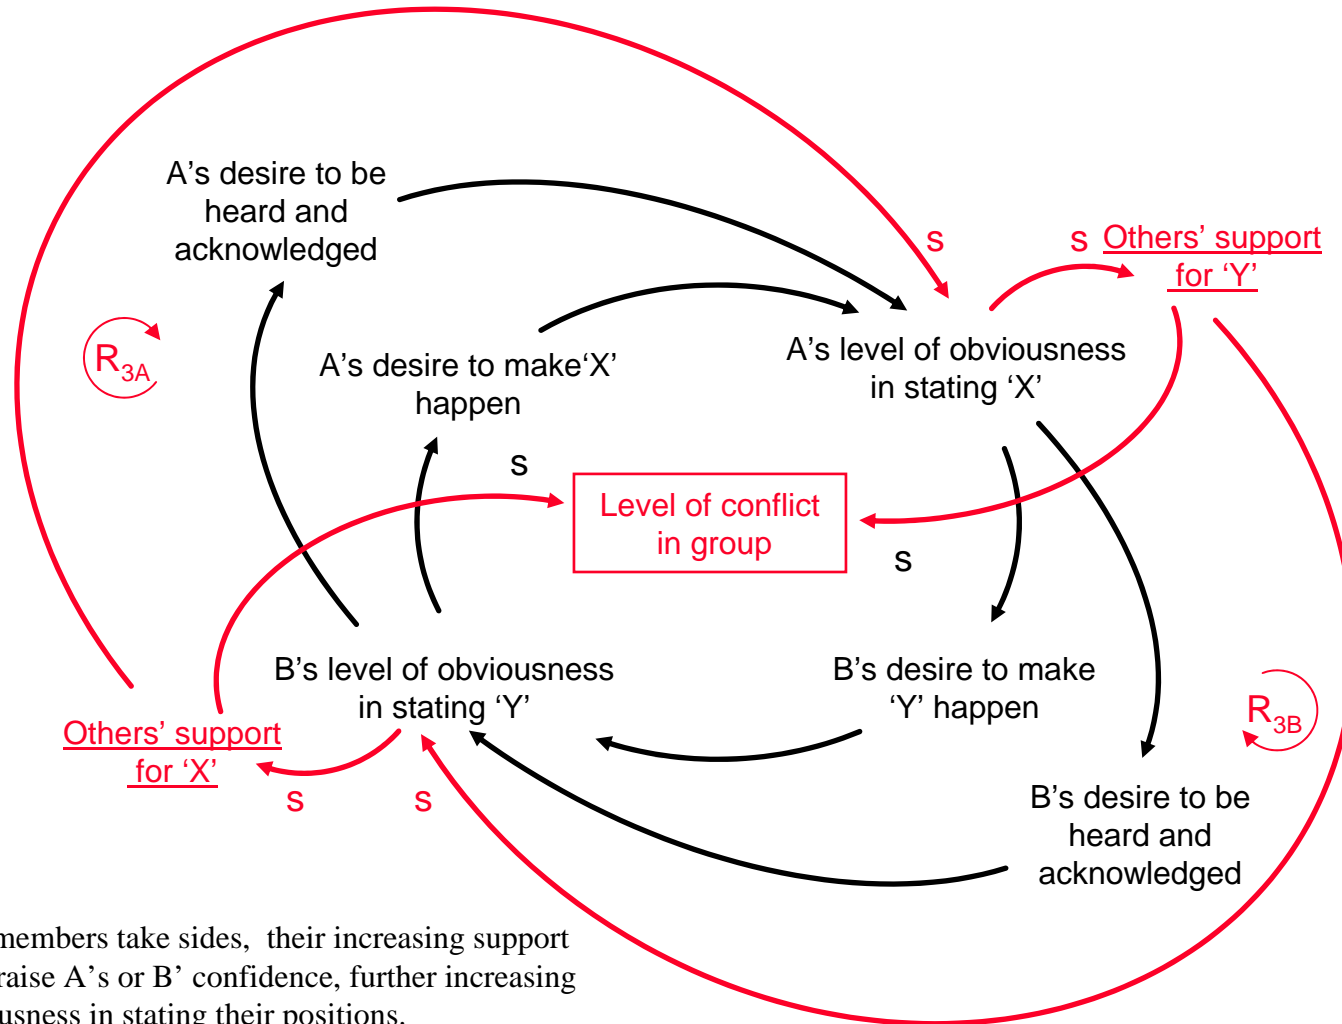 A’s desire to be
heard and
acknowledged
s
s
Others’ support
for ‘Y’
R3A
A’s desire to make‘X’
happen
A’s level of obviousness
in stating ‘X’
s
Level of conflict
in group
s
B’s level of obviousness
in stating ‘Y’
B’s desire to make
‘Y’ happen
R3B
Others’ support
for ‘X’
s
s
B’s desire to be
heard and
acknowledged
members take sides, their increasing support
raise A’s or B’ confidence, further increasing
in stating their positions.